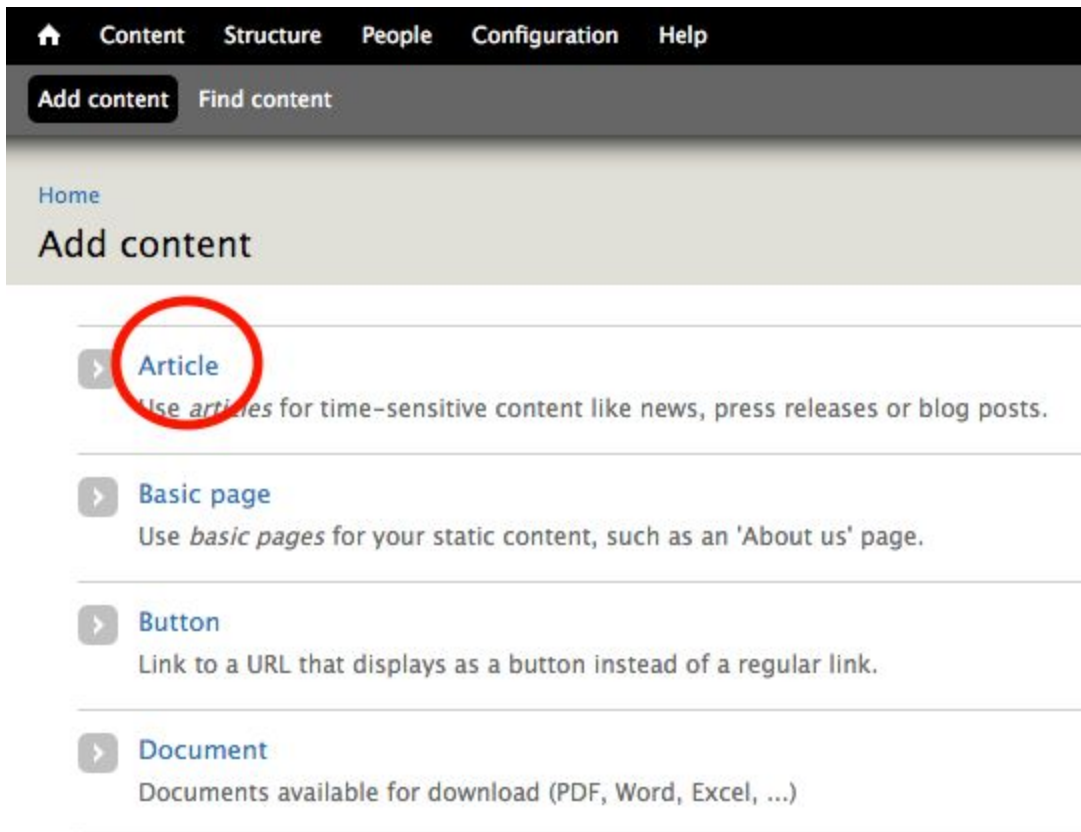 Content Structure People Configuration Help
Add content Find content
Home
Add content
Article
Use articles for time-sensitive content like news, press releases or blog posts.
Basic page
Use basic pages for your static content, such as an 'About us' page.
Button
Link to a URL that displays as a button instead of a regular link.
Document
Documents available for download (PDF, Word, Excel, ...)